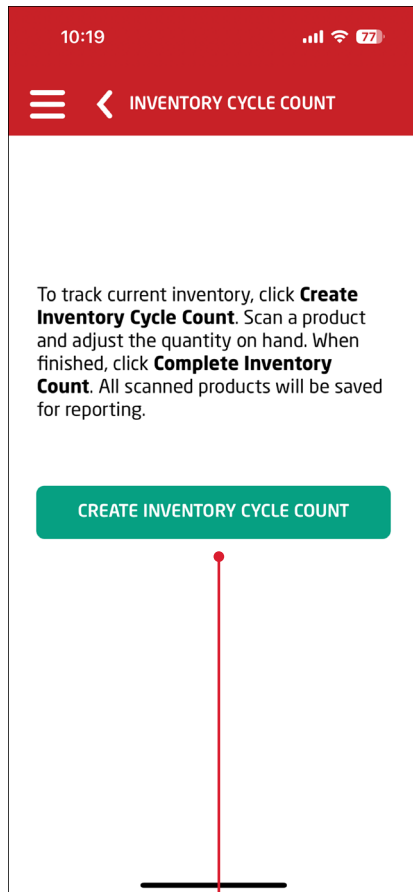 10:19
77
INVENTORY CYCLE COUNT
To track current inventory, click Create
Inventory Cycle Count. Scan a product
and adjust the quantity on hand. When
finished, click Complete Inventory
Count. All scanned products will be saved
for reporting.
CREATE INVENTORY CYCLE COUNT